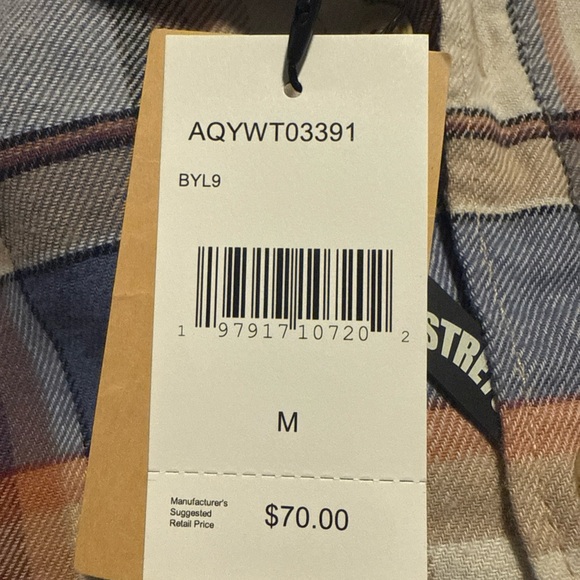 AQYWT03391
BYL9
1 97917 10720 2
M
Manufacturer's
Suggested
Retail Price
$70.00